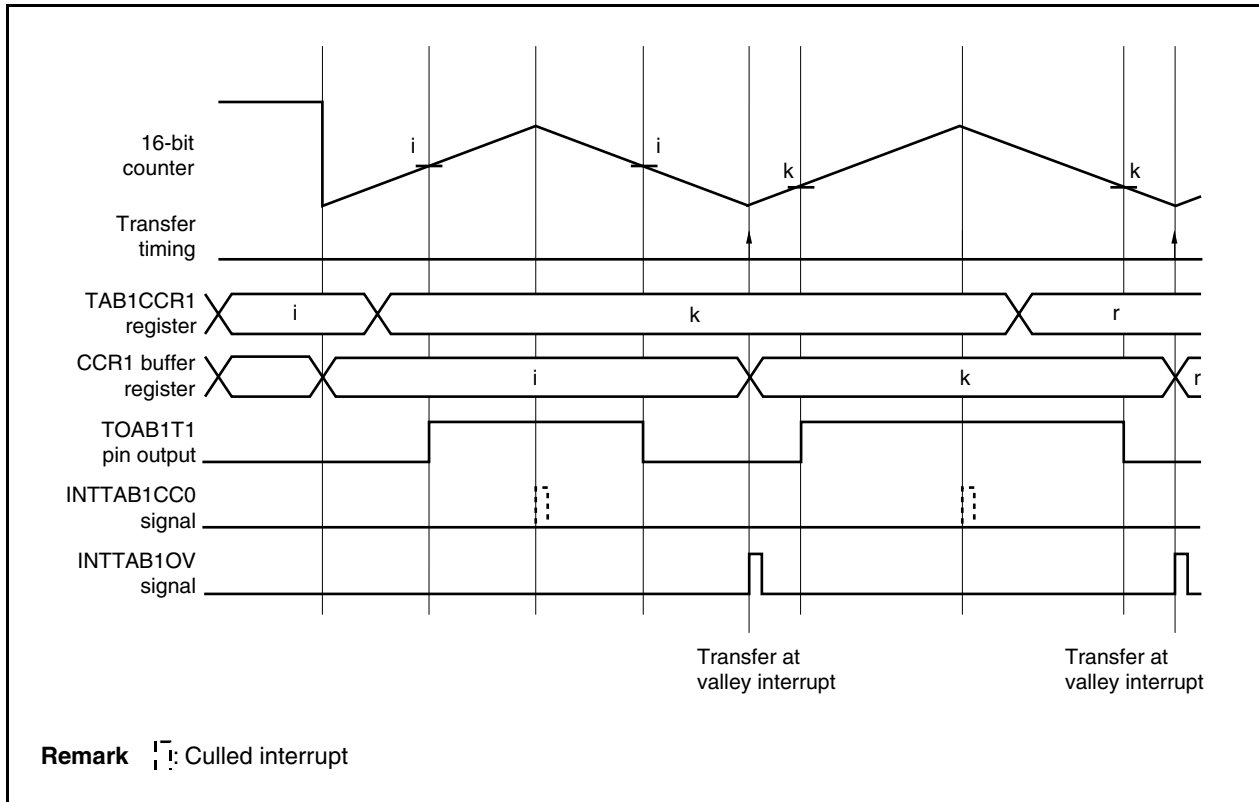 16-bit
counter
i
i
k
k
Transfer
timing
TAB1CCR1
register
i
k
r
CCR1 buffer
register
i
k
r
TOAB1T1
pin output
INTTAB1CC0
signal
INTTAB1OV
signal
Transfer at
valley interrupt
Transfer at
valley interrupt
Remark : Culled interrupt